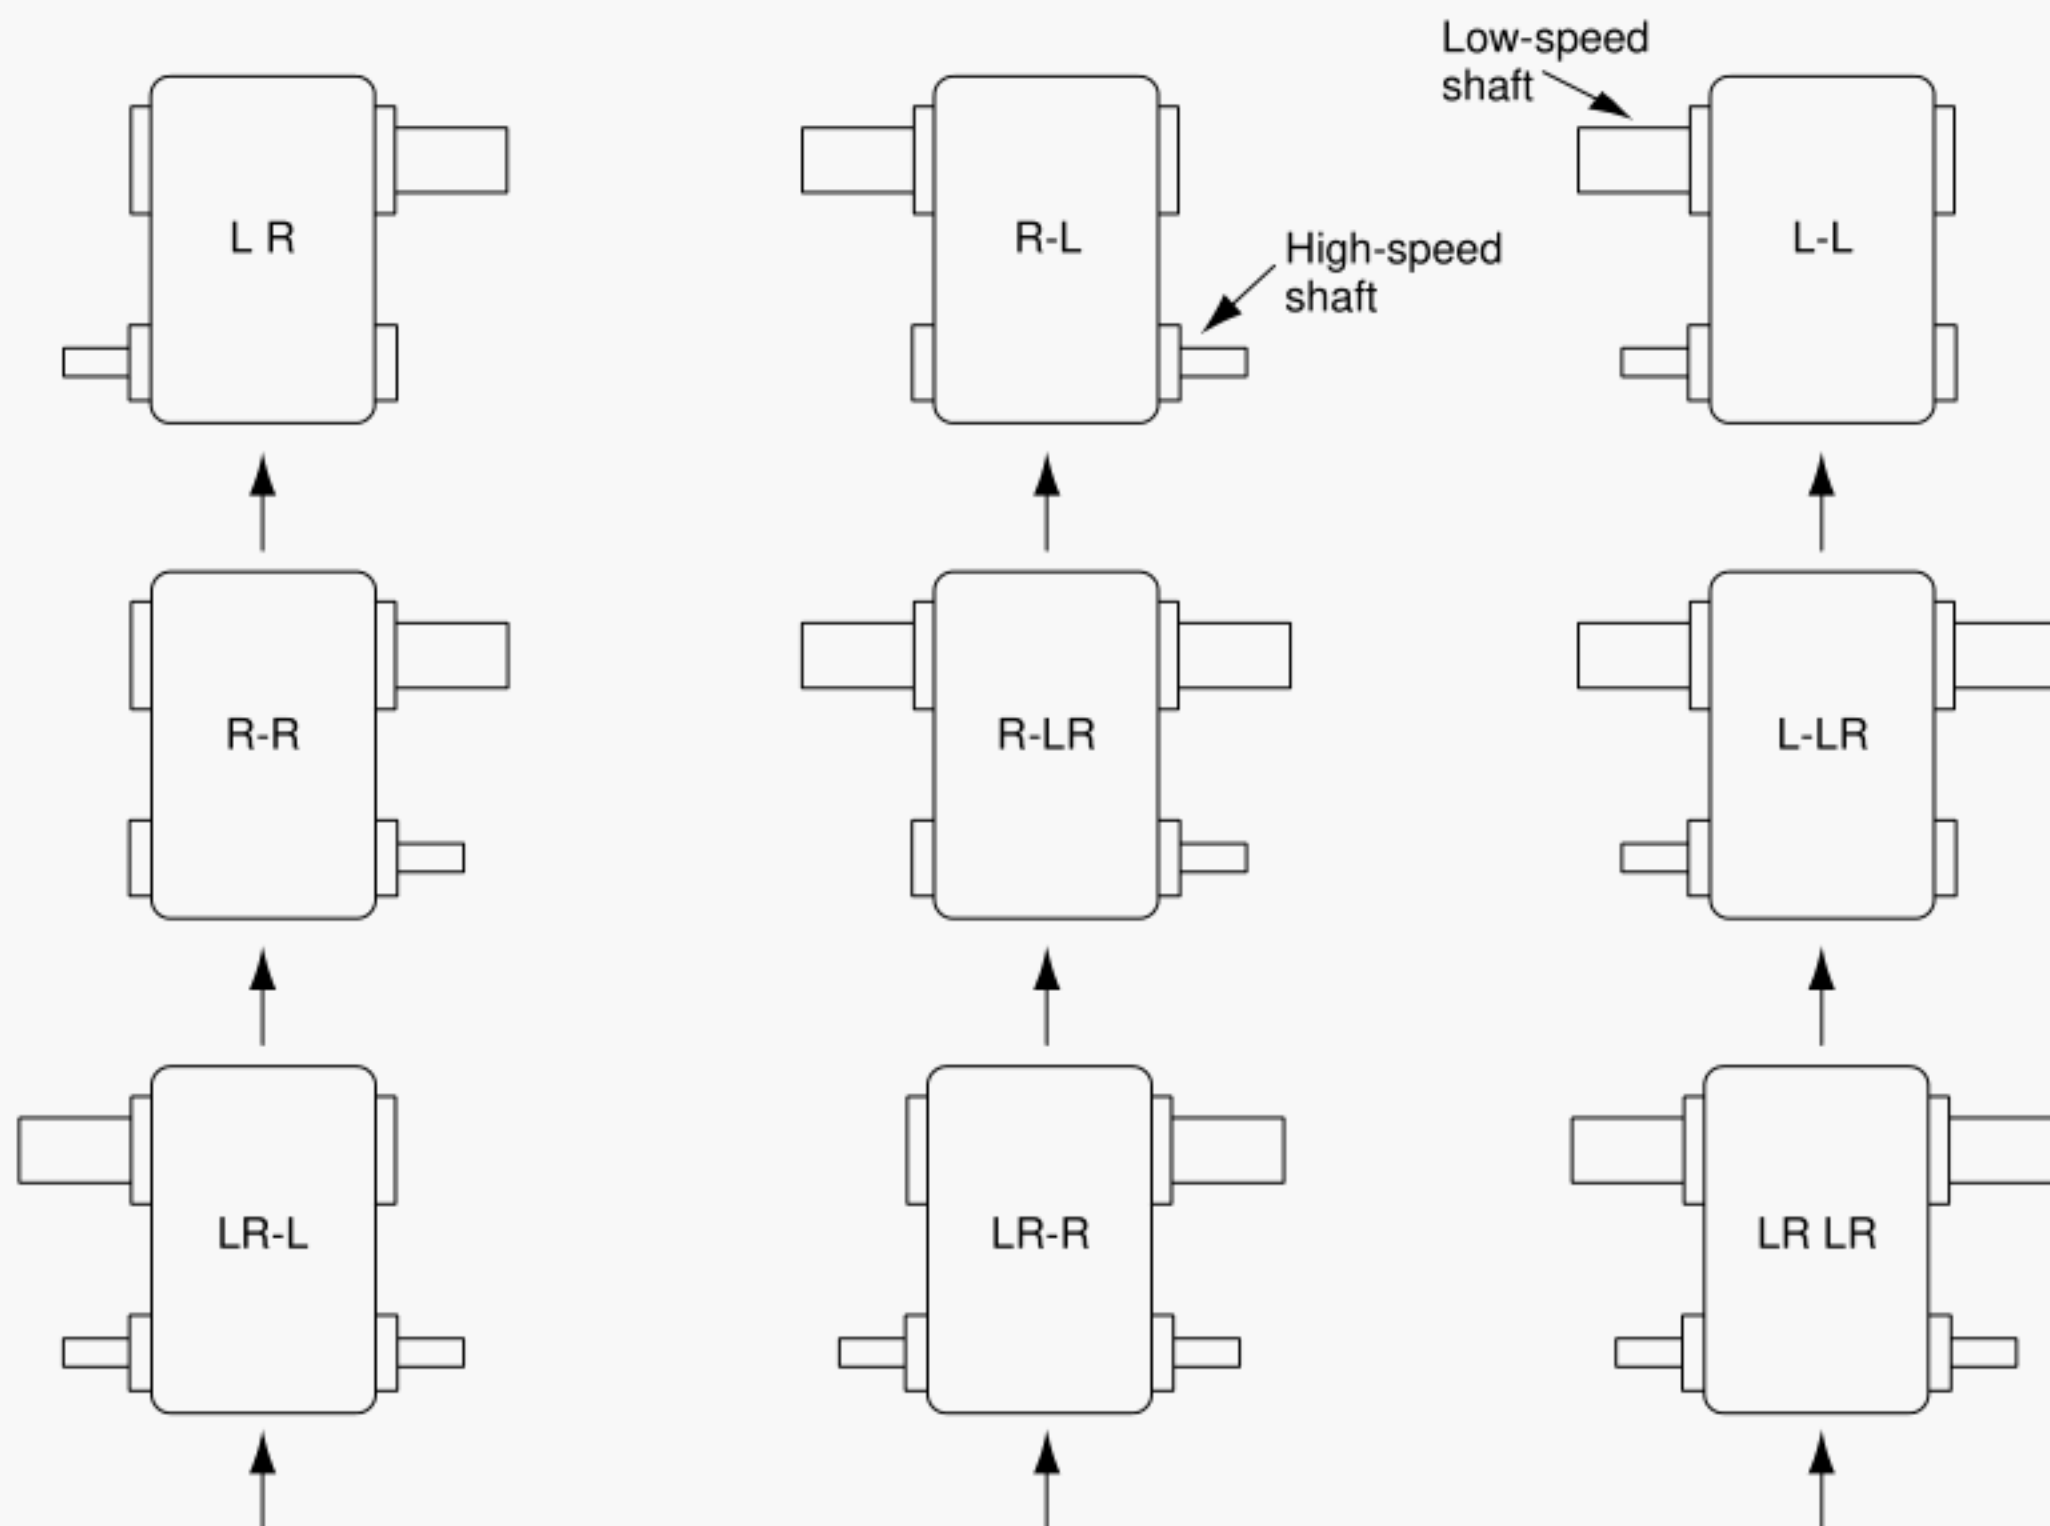 Low-speed
shaft
L R
R-L
L-L
High-speed
shaft
R-R
R-LR
L-LR
LR-L
LR-R
LR LR